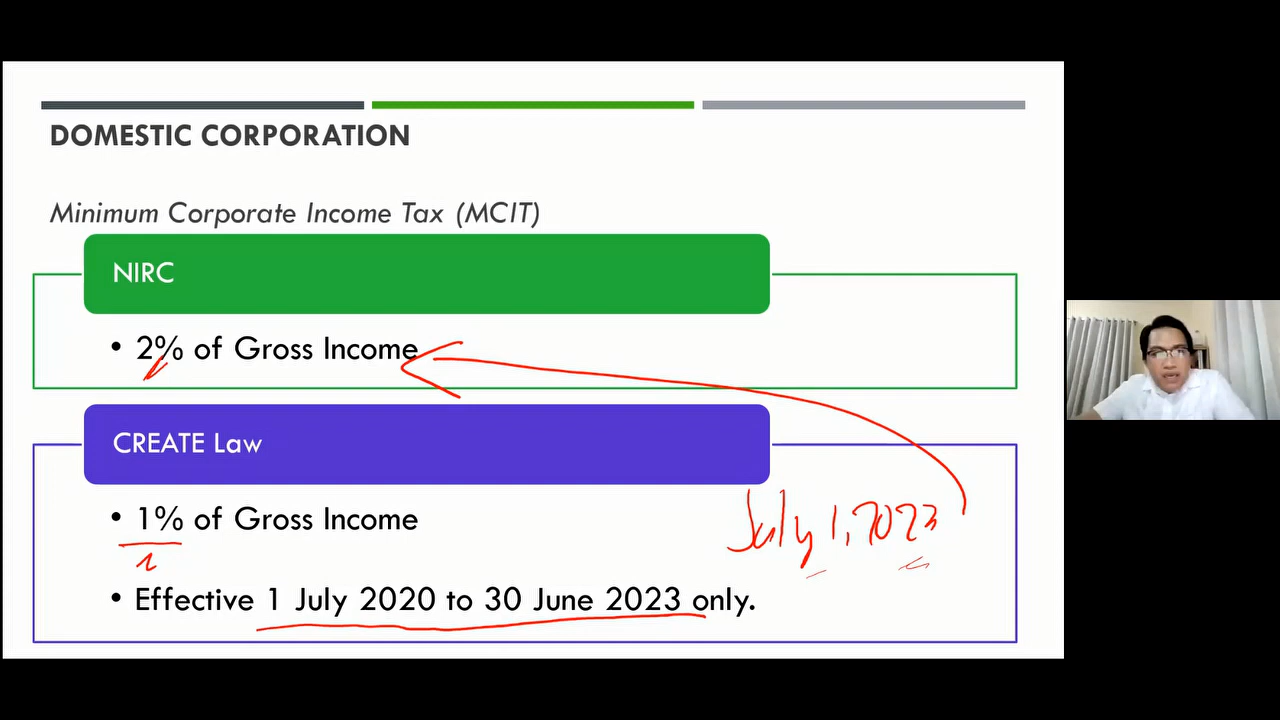 DOMESTIC CORPORATION
Minimum Corporate Income Tax (MCIT)
NIRC
• 2% of Gross Income
CREATE Law
• 1% of Gross Income
July 1, 2023
• Effective 1 July 2020 to 30 June 2023 only.